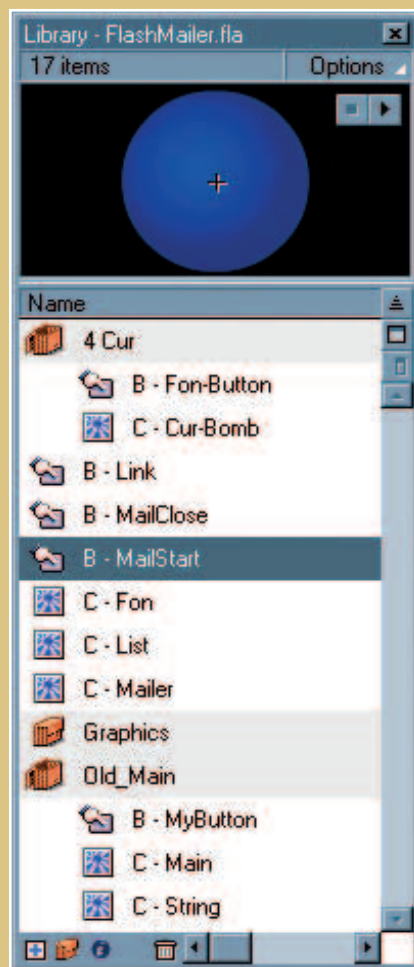 Library - FlashMailer.fla
17 items Options
Name
4 Cur
B - Fon-Button
C - Cur-Bomb
B - Link
B - MailClose
B - MailStart
C - Fon
C - List
C - Mailer
Graphics
Old_Main
B - MyButton
C - Main
C - String